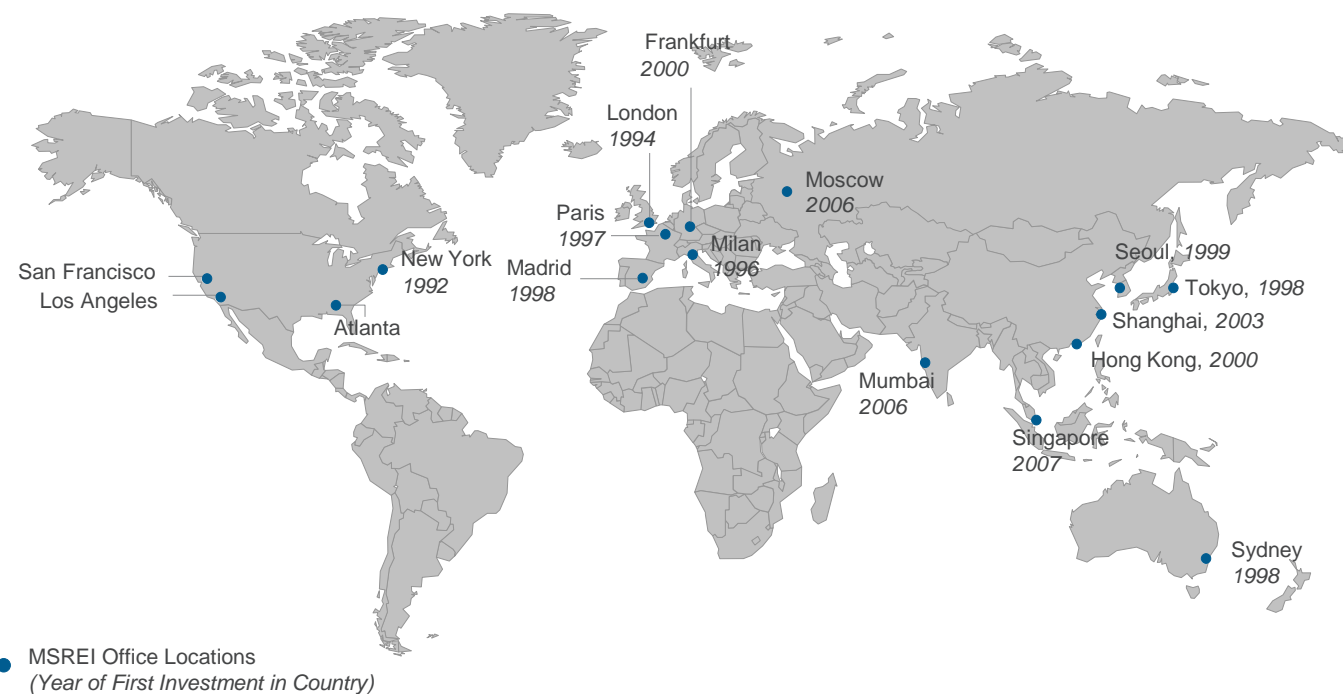 Frankfurt
2000
London
1994
Moscow
2006
Paris
1997
Milan
1996
Madrid
1998
New York
1992
San Francisco
Los Angeles
Atlanta
Seoul, 1999
Tokyo, 1998
Shanghai, 2003
Hong Kong, 2000
Mumbai
2006
Singapore
2007
Sydney
1998
MSREI Office Locations
(Year of First Investment in Country)